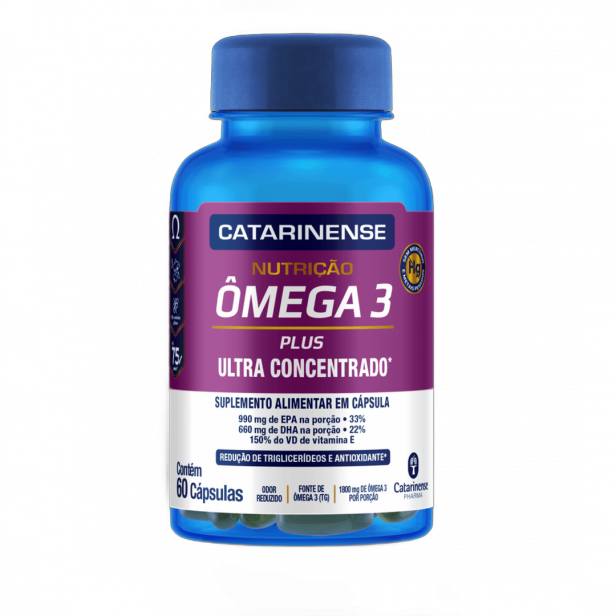 CATARINENSE
NUTRIÇÃO
ÔMEGA 3
PLUS
ULTRA CONCENTRADO*
Hg
Ω
75
SUPLEMENTO ALIMENTAR EM CÁPSULA
990 mg de EPA na porção • 33%
660 mg de DHA na porção • 22%
150% do VD de vitamina E
REDUÇÃO DE TRIGLICERÍDEOS E ANTIOXIDANTE*
Contém
60 Cápsulas
ODOR
REDUZIDO
FONTE DE
ÔMEGA 3 (TG)
1800 mg DE ÔMEGA 3
POR PORÇÃO
Catarinense
PHARMA